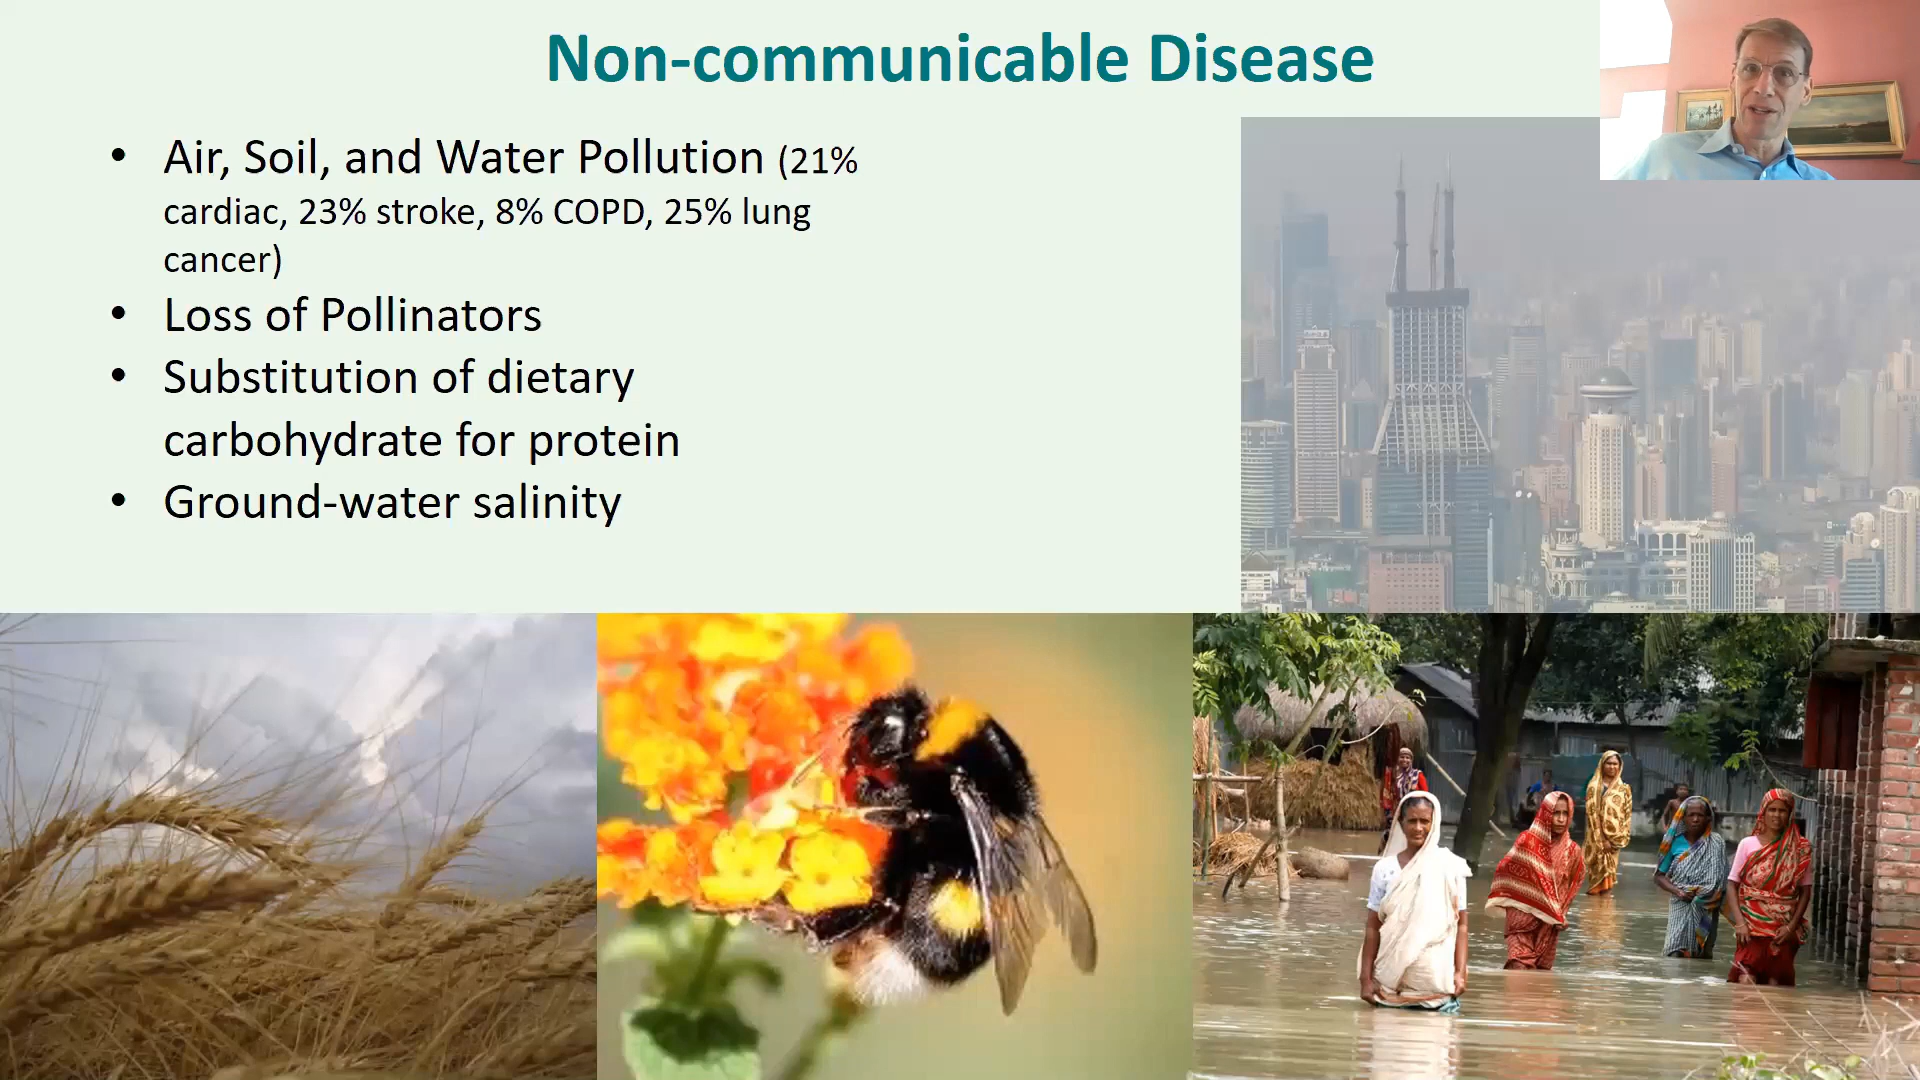 Non-communicable Disease
• Air, Soil, and Water Pollution (21%
cardiac, 23% stroke, 8% COPD, 25% lung
cancer)
• Loss of Pollinators
• Substitution of dietary
carbohydrate for protein
• Ground-water salinity